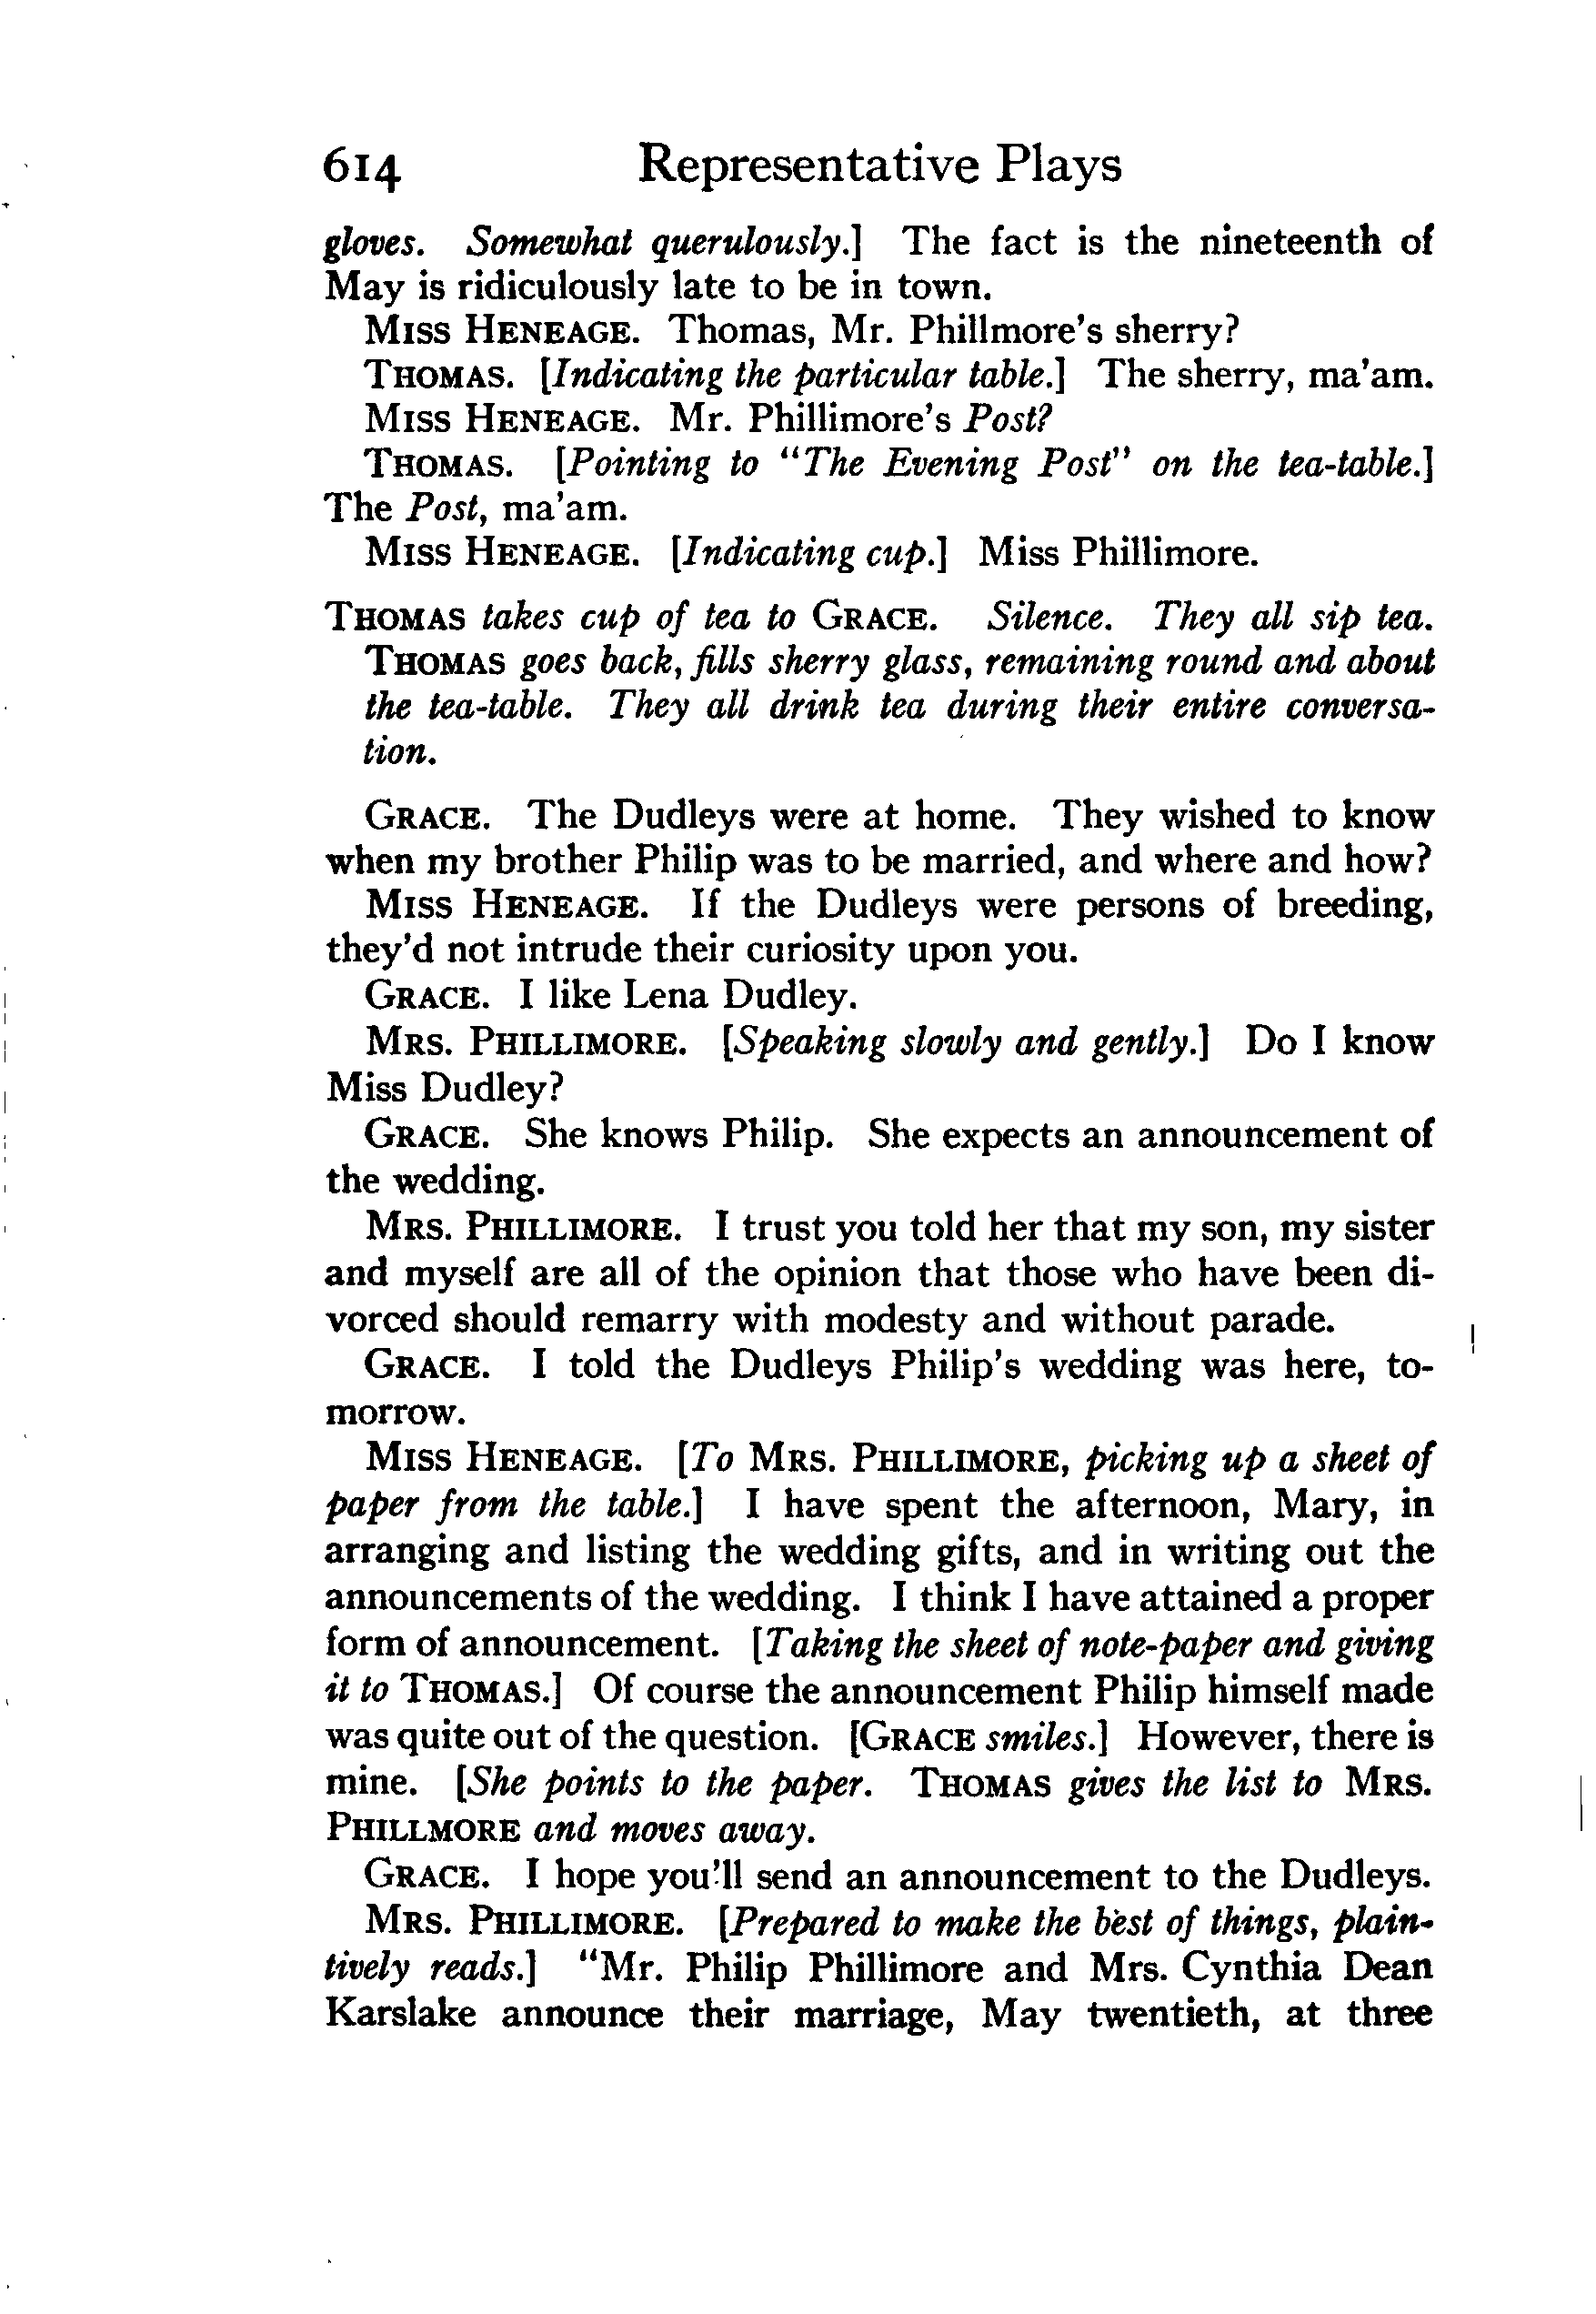 614 Representative Plays
gloves. Somewhat querulously.] The fact is the nineteenth of
May is ridiculously late to be in town.
Miss Heneage. Thomas, Mr. Phillmore's sherry?
Thomas. [Indicating the particular table.] The sherry, ma'am.
Miss Heneage. Mr. Phillimore's Post?
Thomas. [Pointing to "The Evening Post" on the tea-table.]
The Post, ma'am.
Miss Heneage. [Indicating cup.] Miss Phillimore.
Thomas takes cup of tea to Grace. Silence. They all sip tea.
Thomas goes back, fills sherry glass, remaining round and about
the tea-table. They all drink tea during their entire conversa-
tion.
Grace. The Dudleys were at home. They wished to know
when my brother Philip was to be married, and where and how?
Miss Heneage. If the Dudleys were persons of breeding,
they'd not intrude their curiosity upon you.
Grace. I like Lena Dudley.
Mrs. Phillimore. [Speaking slowly and gently.] Do I know
Miss Dudley?
Grace. She knows Philip. She expects an announcement of
the wedding.
Mrs. Phillimore. I trust you told her that my son, my sister
and myself are all of the opinion that those who have been di-
vorced should remarry with modesty and without parade.
Grace. I told the Dudleys Philip's wedding was here, to-
morrow.
Miss Heneage. [To Mrs. Phillimore, picking up a sheet of
paper from the table.] I have spent the afternoon, Mary, in
arranging and listing the wedding gifts, and in writing out the
announcements of the wedding. I think I have attained a proper
form of announcement. [Taking the sheet of note-paper and giving
it to Thomas.] Of course the announcement Philip himself made
was quite out of the question. [Grace smiles.] However, there is
mine. [She points to the paper. Thomas gives the list to Mrs.
Phillmore and moves away.
Grace. I hope you'll send an announcement to the Dudleys.
Mrs. Phillimore. [Prepared to make the best of things, plain-
tively reads.] "Mr. Philip Phillimore and Mrs. Cynthia Dean
Karslake announce their marriage, May twentieth, at three